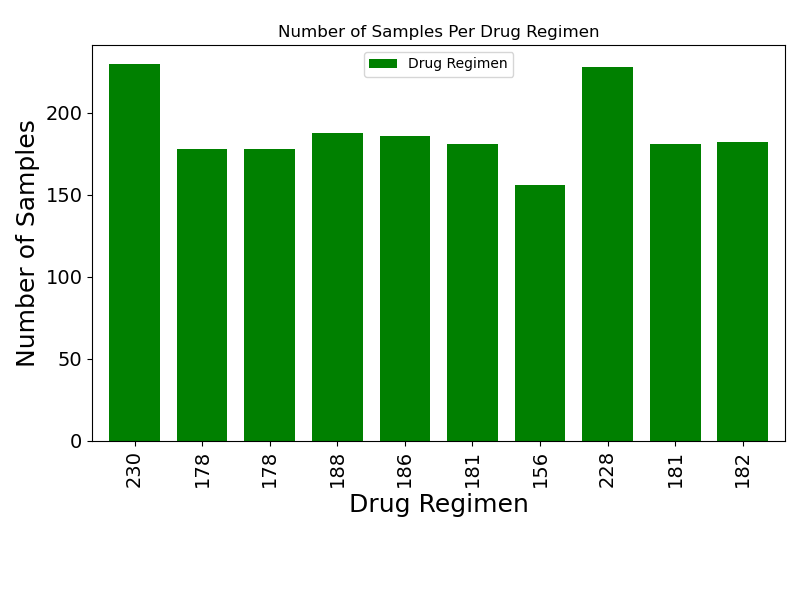 Number of Samples Per Drug Regimen
Drug Regimen
Number of Samples
200
150
100
50
0
230 178 178 188 186 181 156 228 181 182
Drug Regimen